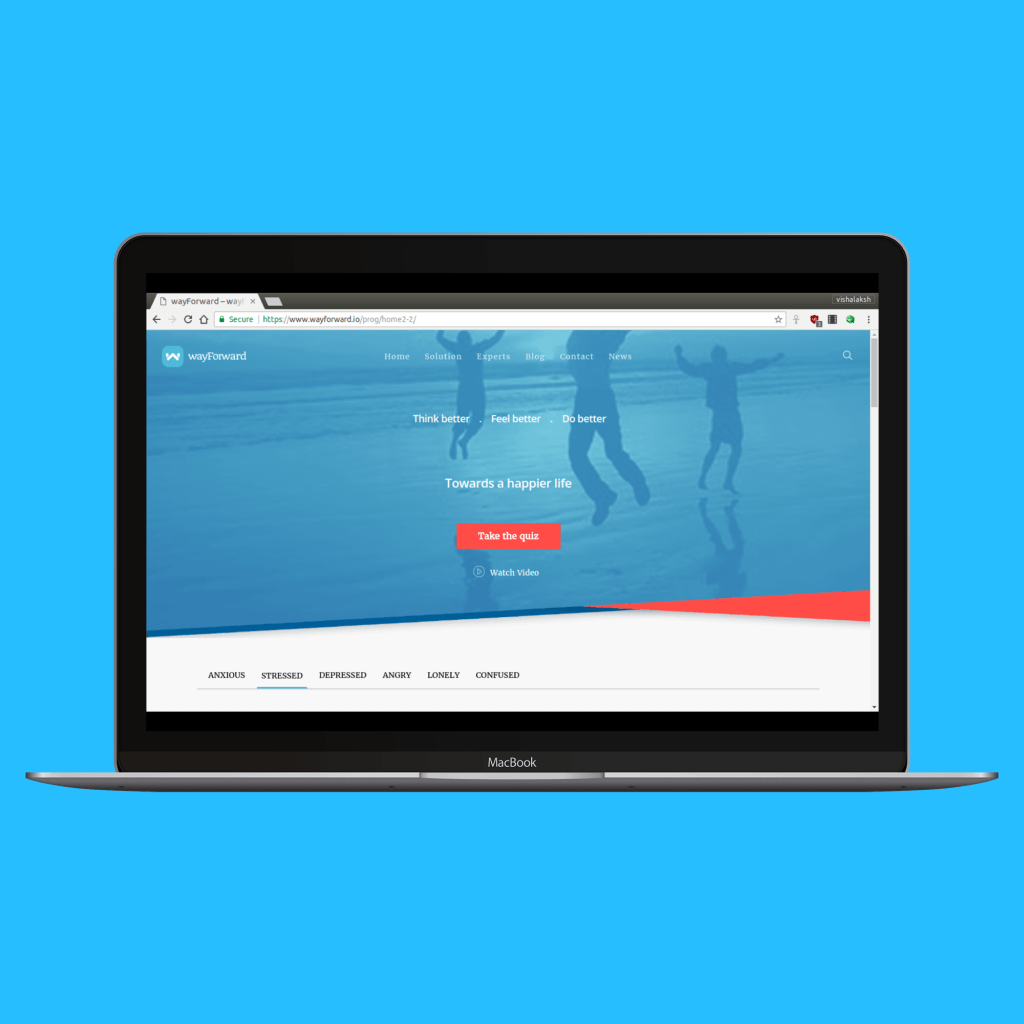 wayForward – wayF
vishalaksh
Secure https://www.wayforward.io/prog/home2-2/
wayForward Home Solution Experts Blog Contact News
Think better . Feel better . Do better
Towards a happier life
Take the quiz
Watch Video
ANXIOUS STRESSED DEPRESSED ANGRY LONELY CONFUSED
MacBook